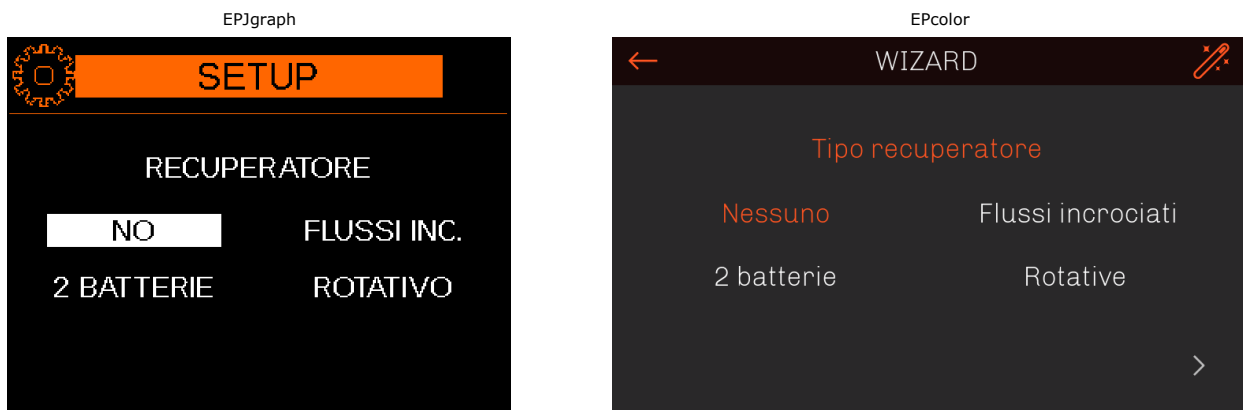 EPJgraph
SETUP
RECUPERATORE
NO FLUSSI INC.
2 BATTERIE ROTATIVO
EPcolor
WIZARD
Tipo recuperatore
Nessuno Flussi incrociati
2 batterie Rotative